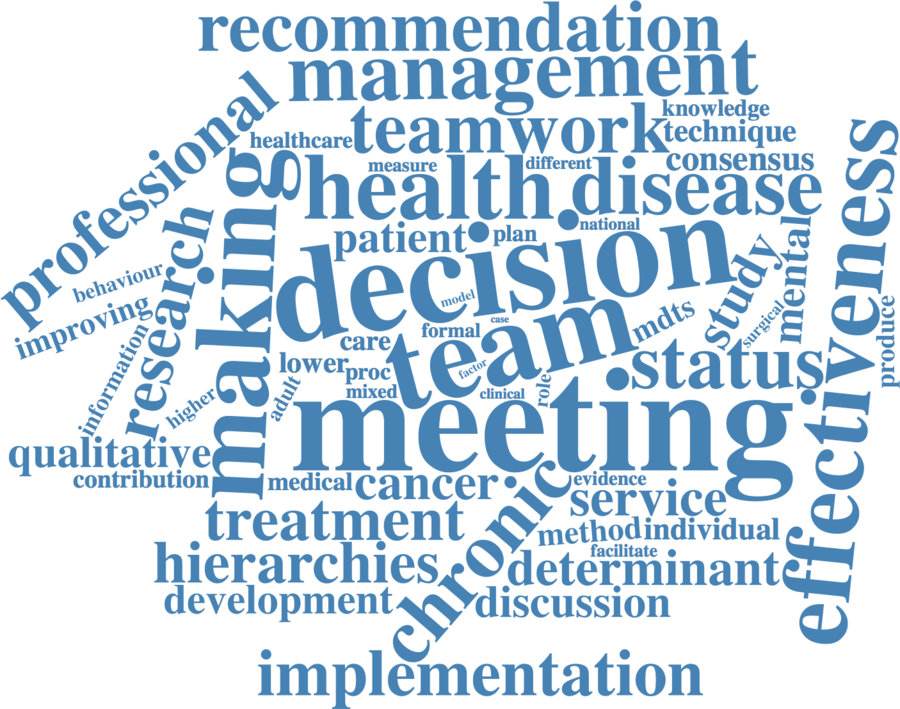 recommendation
management
professional
teamwork
knowledge
technique
healthcare
consensus
measure
different
making
health
disease
effectiveness
research
patient
plan
national
decision
study
mental
behaviour
improving
information
model
case
formal
team
mdts
surgical
produce
care
lower
proc
mixed
factor
clinical
role
status
higher
adult
meeting
qualitative
contribution
medical
cancer
chronic
evidence
service
treatment
method
individual
facilitate
hierarchies
determinant
development
discussion
implementation